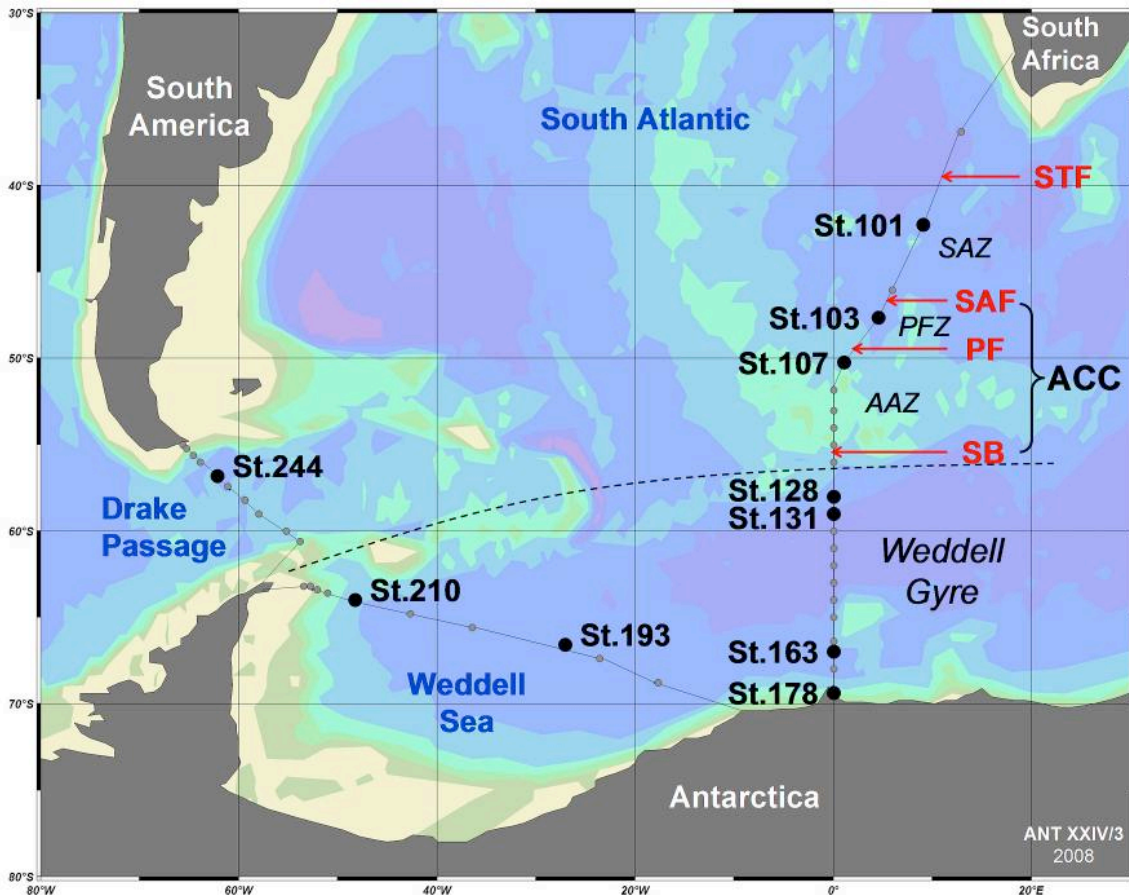 30°S
South
America
South Atlantic
South
Africa
40°S
STF
St.101
SAZ
SAF
St.103
PFZ
PF
St.107
50°S
ACC
AAZ
SB
St.244
St.128
Drake
Passage
St.131
60°S
Weddell
Gyre
St.210
St.193
St.163
Weddell
Sea
St.178
70°S
Antarctica
ANT XXIV/3
2008
80°S
80°W
60°W
40°W
20°W
0°
20°E